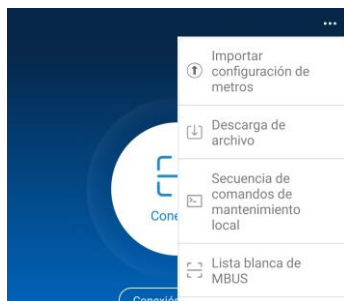 Importar
configuración de
metros
Descarga de
archivo
Secuencia de
comandos de
mantenimiento
local
Cone
Lista blanca de
MBUS
Conexió